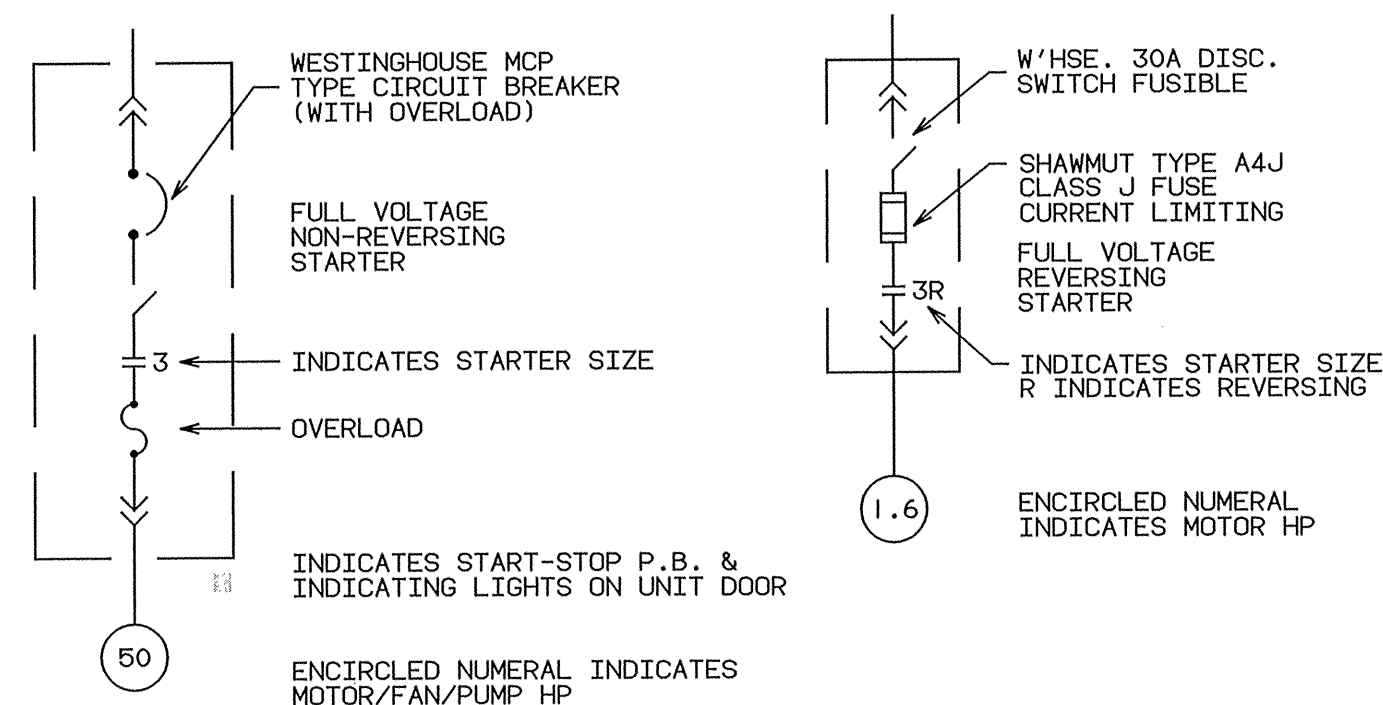 WESTINGHOUSE MCP
TYPE CIRCUIT BREAKER
(WITH OVERLOAD)
FULL VOLTAGE
NON-REVERSING
STARTER
3
INDICATES STARTER SIZE
OVERLOAD
INDICATES START-STOP P.B. &
INDICATING LIGHTS ON UNIT DOOR
50
ENCIRCLED NUMERAL INDICATES
MOTOR/FAN/PUMP HP
W'HSE. 30A DISC.
SWITCH FUSIBLE
SHAWMUT TYPE A4J
CLASS J FUSE
CURRENT LIMITING
FULL VOLTAGE
REVERSING
STARTER
3R
INDICATES STARTER SIZE
R INDICATES REVERSING
1.6
ENCIRCLED NUMERAL
INDICATES MOTOR HP